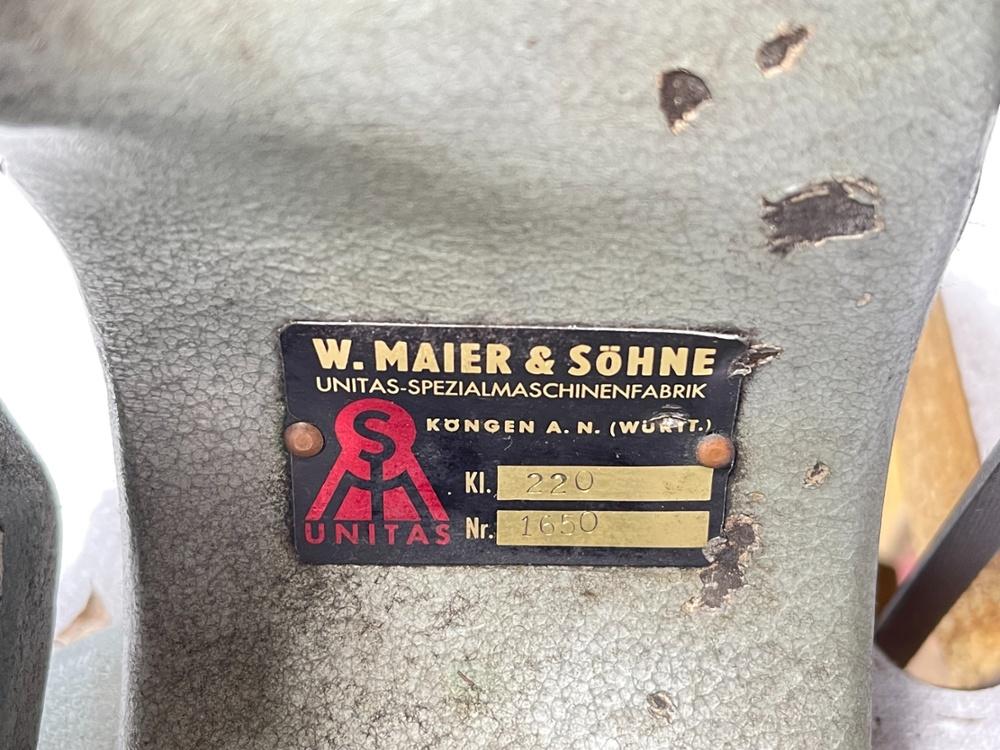 W. MAIER & SÖHNE
UNITAS-SPEZIALMASCHINENFABRIK
KÖNGEN A. N. (WÜRTT.)
S
M
UNITAS
Kl. 220
Nr. 1650